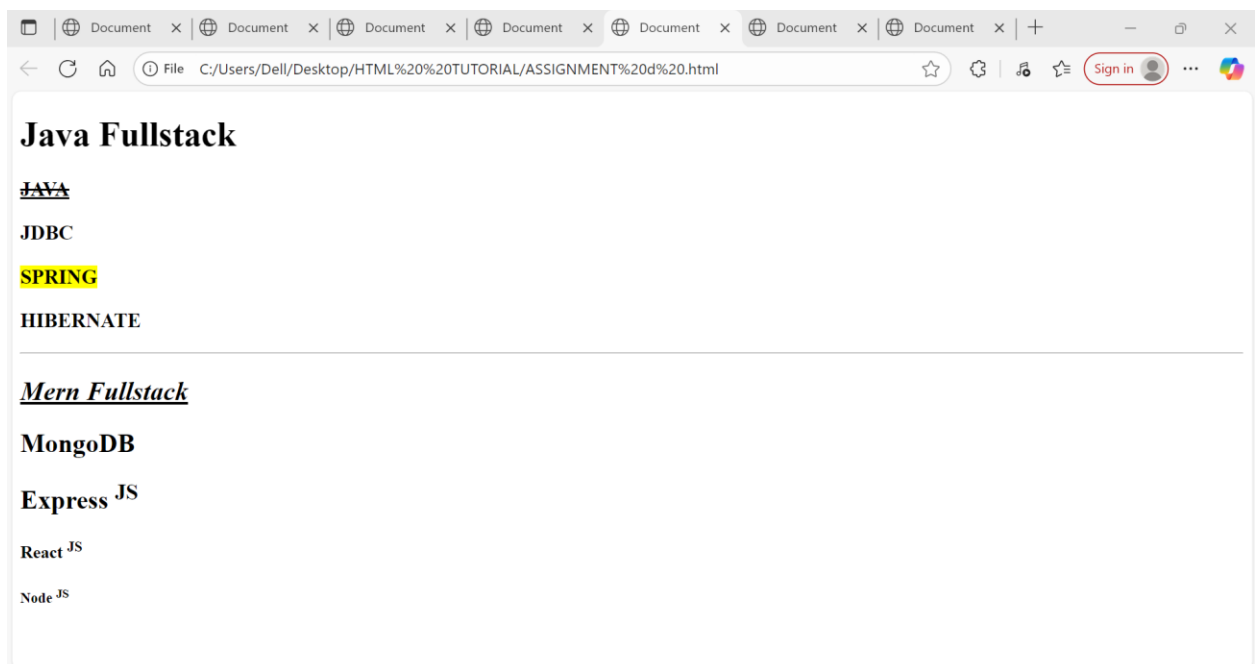 Document Document Document Document Document Document Document
File C:/Users/Dell/Desktop/HTML%20%20TUTORIAL/ASSIGNMENT%20d%20.html Sign in
Java Fullstack
JAVA
JDBC
SPRING
HIBERNATE
Mern Fullstack
MongoDB
Express JS
React JS
Node JS